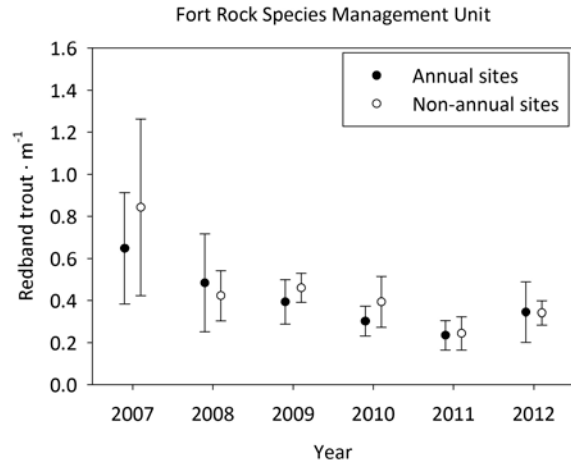 Fort Rock Species Management Unit
1.6
1.4
1.2
1.0
0.8
0.6
0.4
0.2
0.0
Redband trout · m⁻¹
Annual sites
Non-annual sites
2007 2008 2009 2010 2011 2012
Year